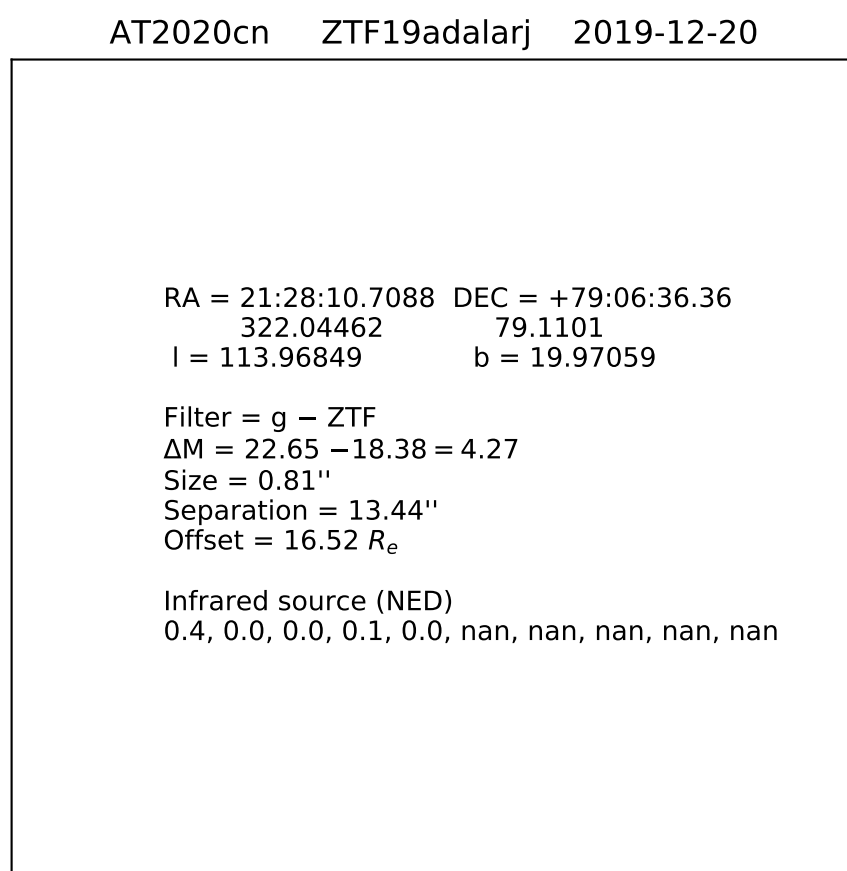 AT2020cn ZTF19adalarj 2019-12-20
RA = 21:28:10.7088 DEC = +79:06:36.36
322.04462 79.1101
l = 113.96849 b = 19.97059
Filter = g − ZTF
ΔM = 22.65 −18.38 = 4.27
Size = 0.81''
Separation = 13.44''
Offset = 16.52 Rₑ
Infrared source (NED)
0.4, 0.0, 0.0, 0.1, 0.0, nan, nan, nan, nan, nan